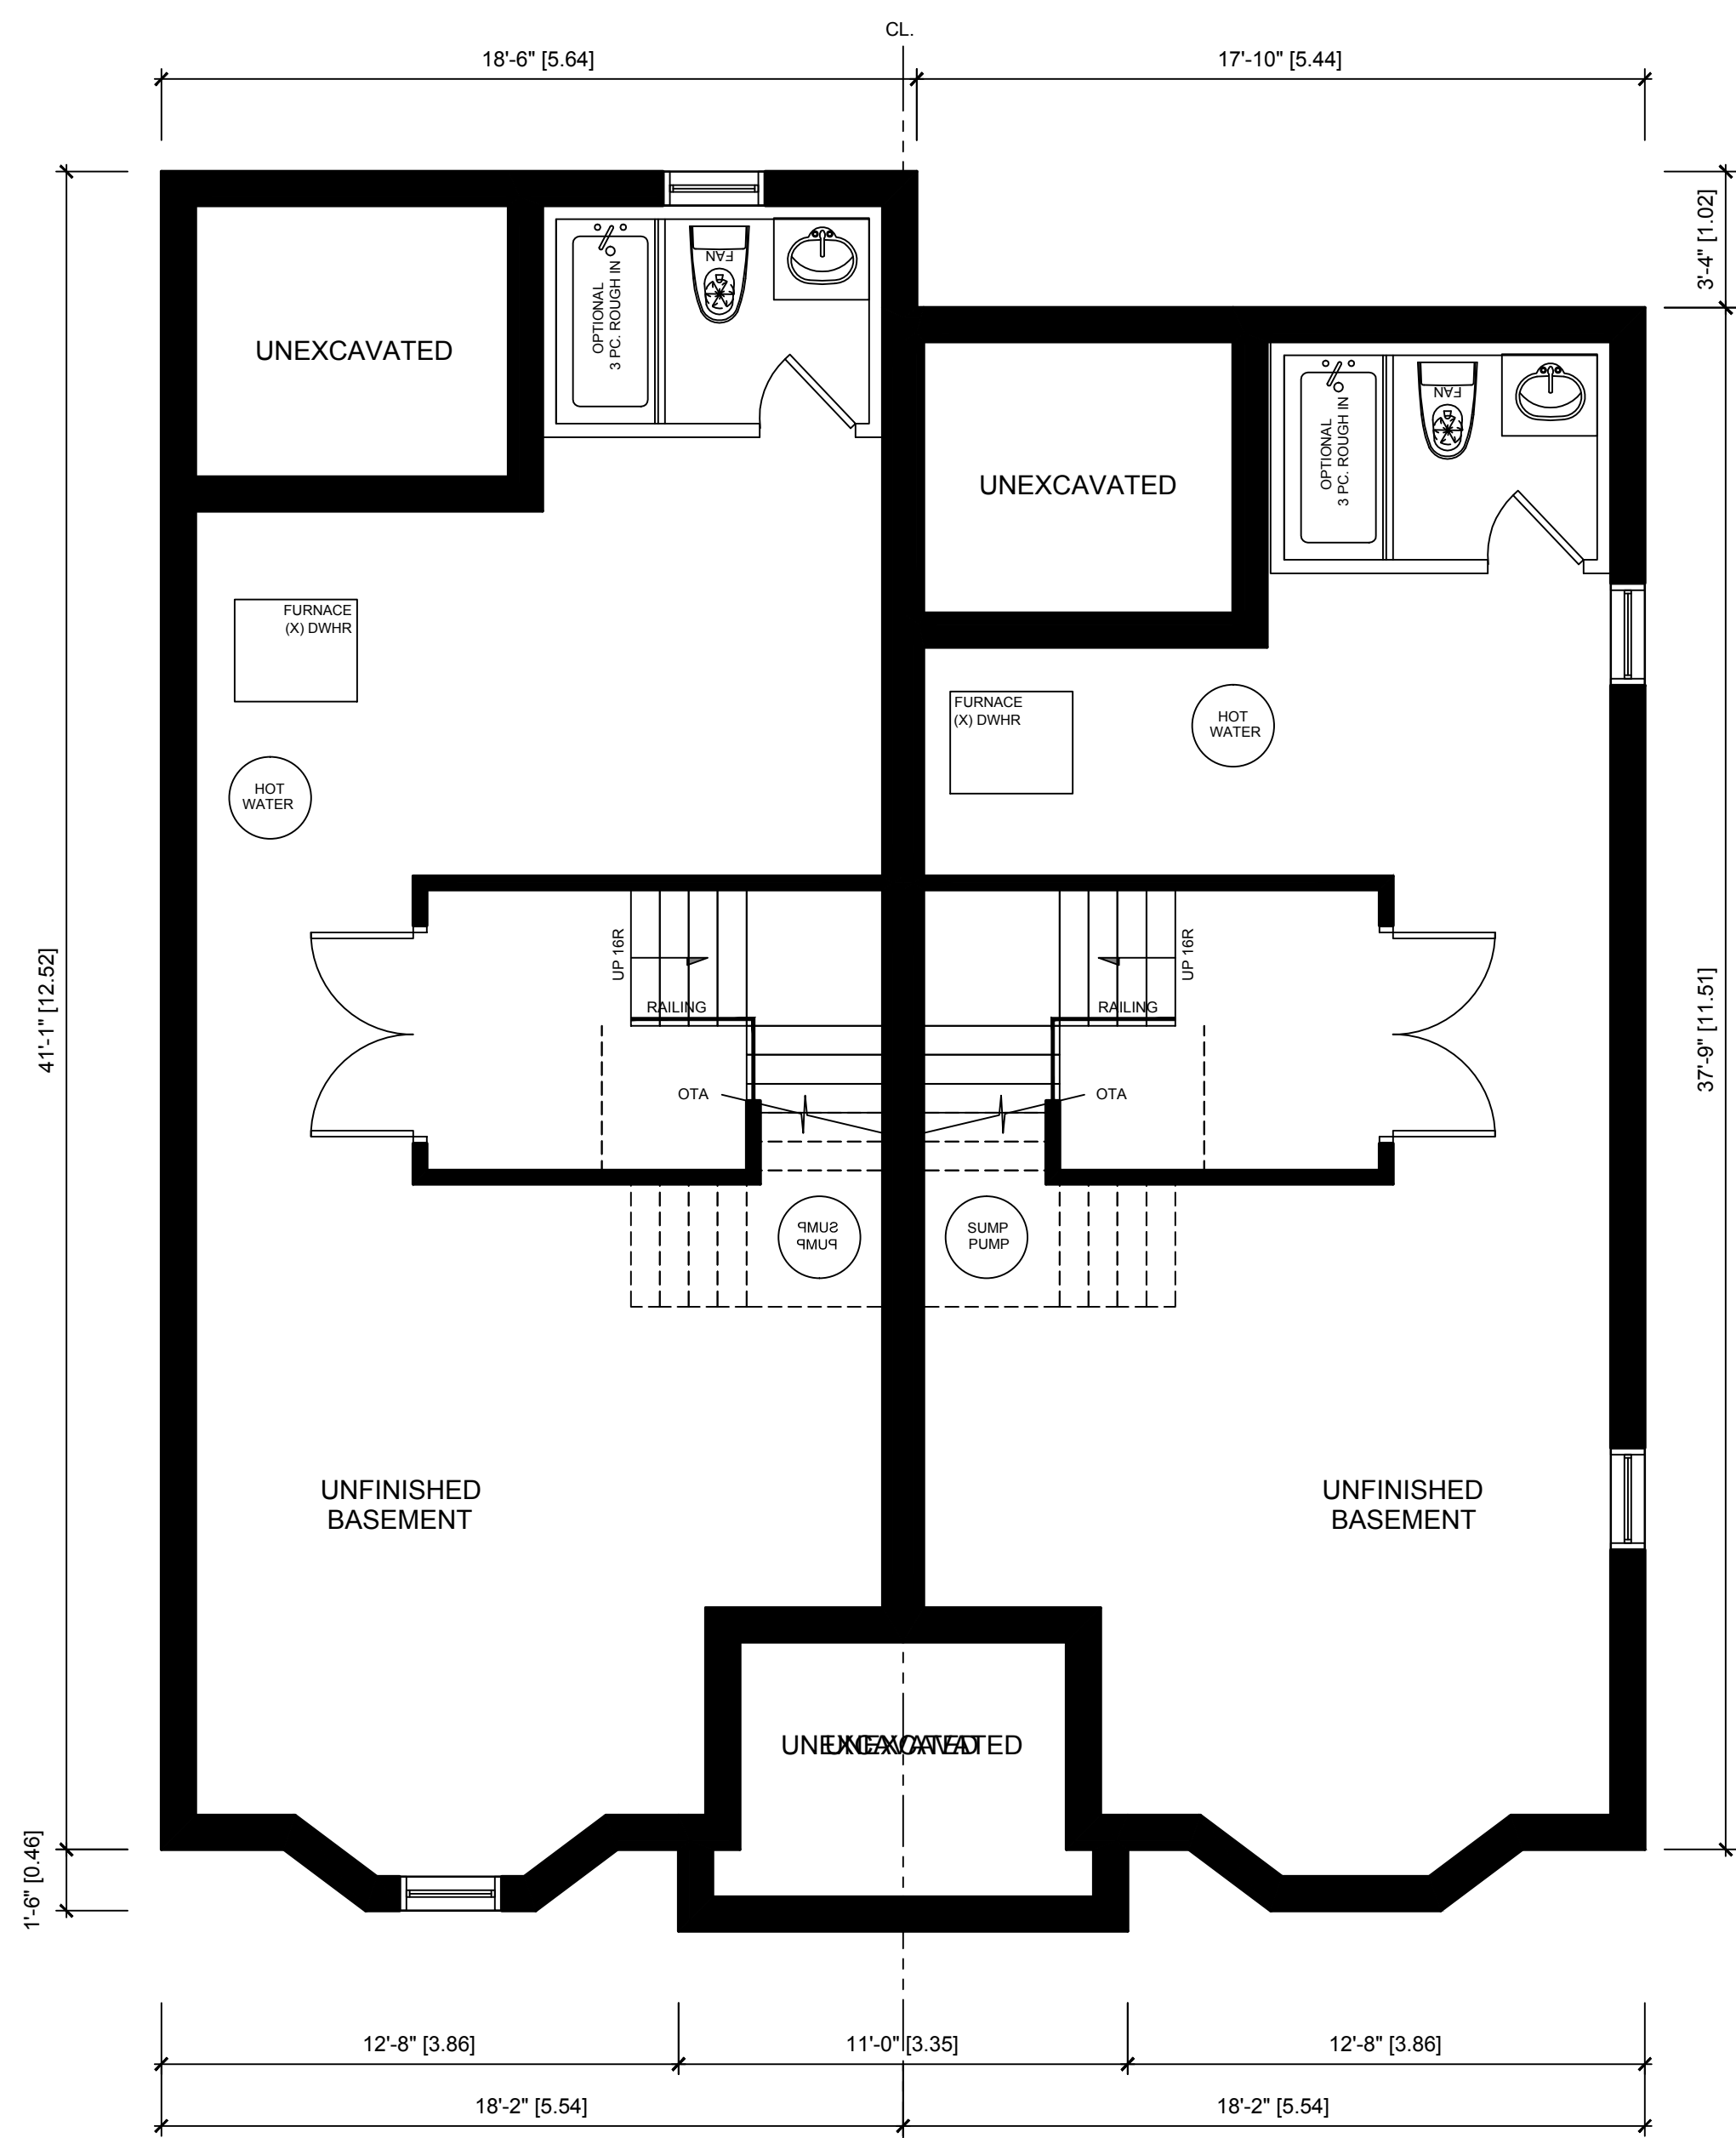 CL.
18'-6" [5.64]
17'-10" [5.44]
3'-4" [1.02]
FAN
OPTIONAL
3 PC. ROUGH IN
UNEXCAVATED
FAN
OPTIONAL
3 PC. ROUGH IN
UNEXCAVATED
FURNACE
(X) DWHR
FURNACE
(X) DWHR
HOT
WATER
HOT
WATER
UP 16R
UP 16R
RAILING
RAILING
41'-1" [12.52]
37'-9" [11.51]
OTA
OTA
SUMP
PUMP
SUMP
PUMP
UNFINISHED
BASEMENT
UNFINISHED
BASEMENT
UNEXCAVATED
UNEXCAVATED
1'-6" [0.46]
12'-8" [3.86]
11'-0" [3.35]
12'-8" [3.86]
18'-2" [5.54]
18'-2" [5.54]